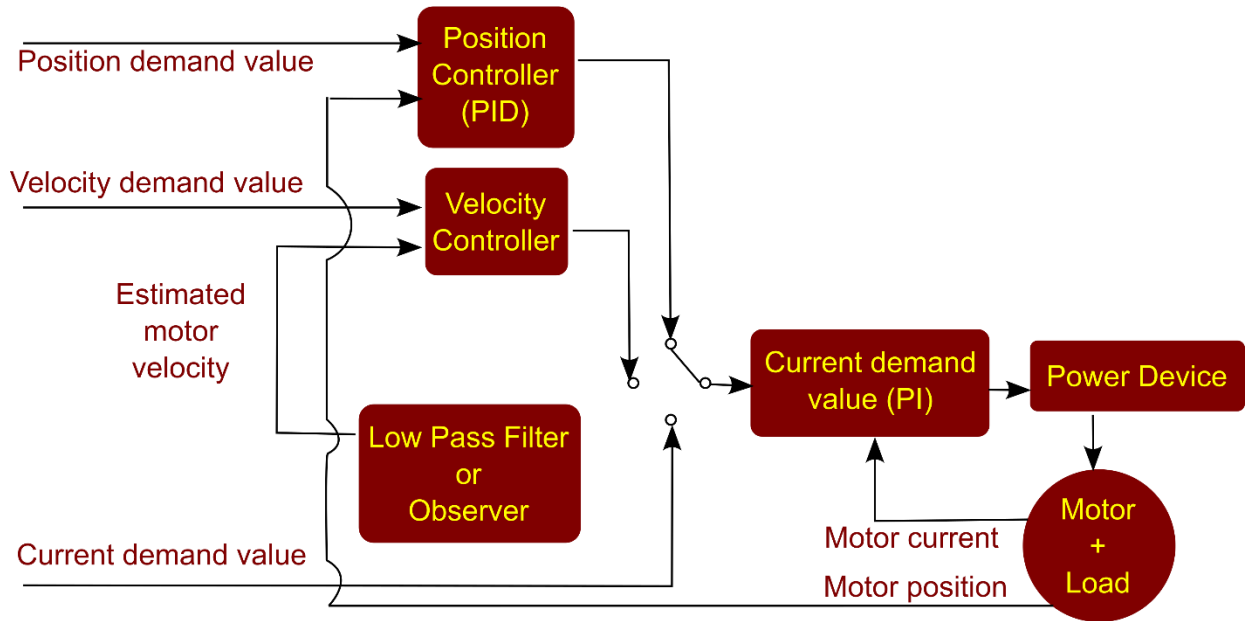 Position demand value
Position
Controller
(PID)
Velocity demand value
Velocity
Controller
Estimated
motor
velocity
Current demand
value (PI)
Power Device
Low Pass Filter
or
Observer
Current demand value
Motor current
Motor position
Motor
+
Load